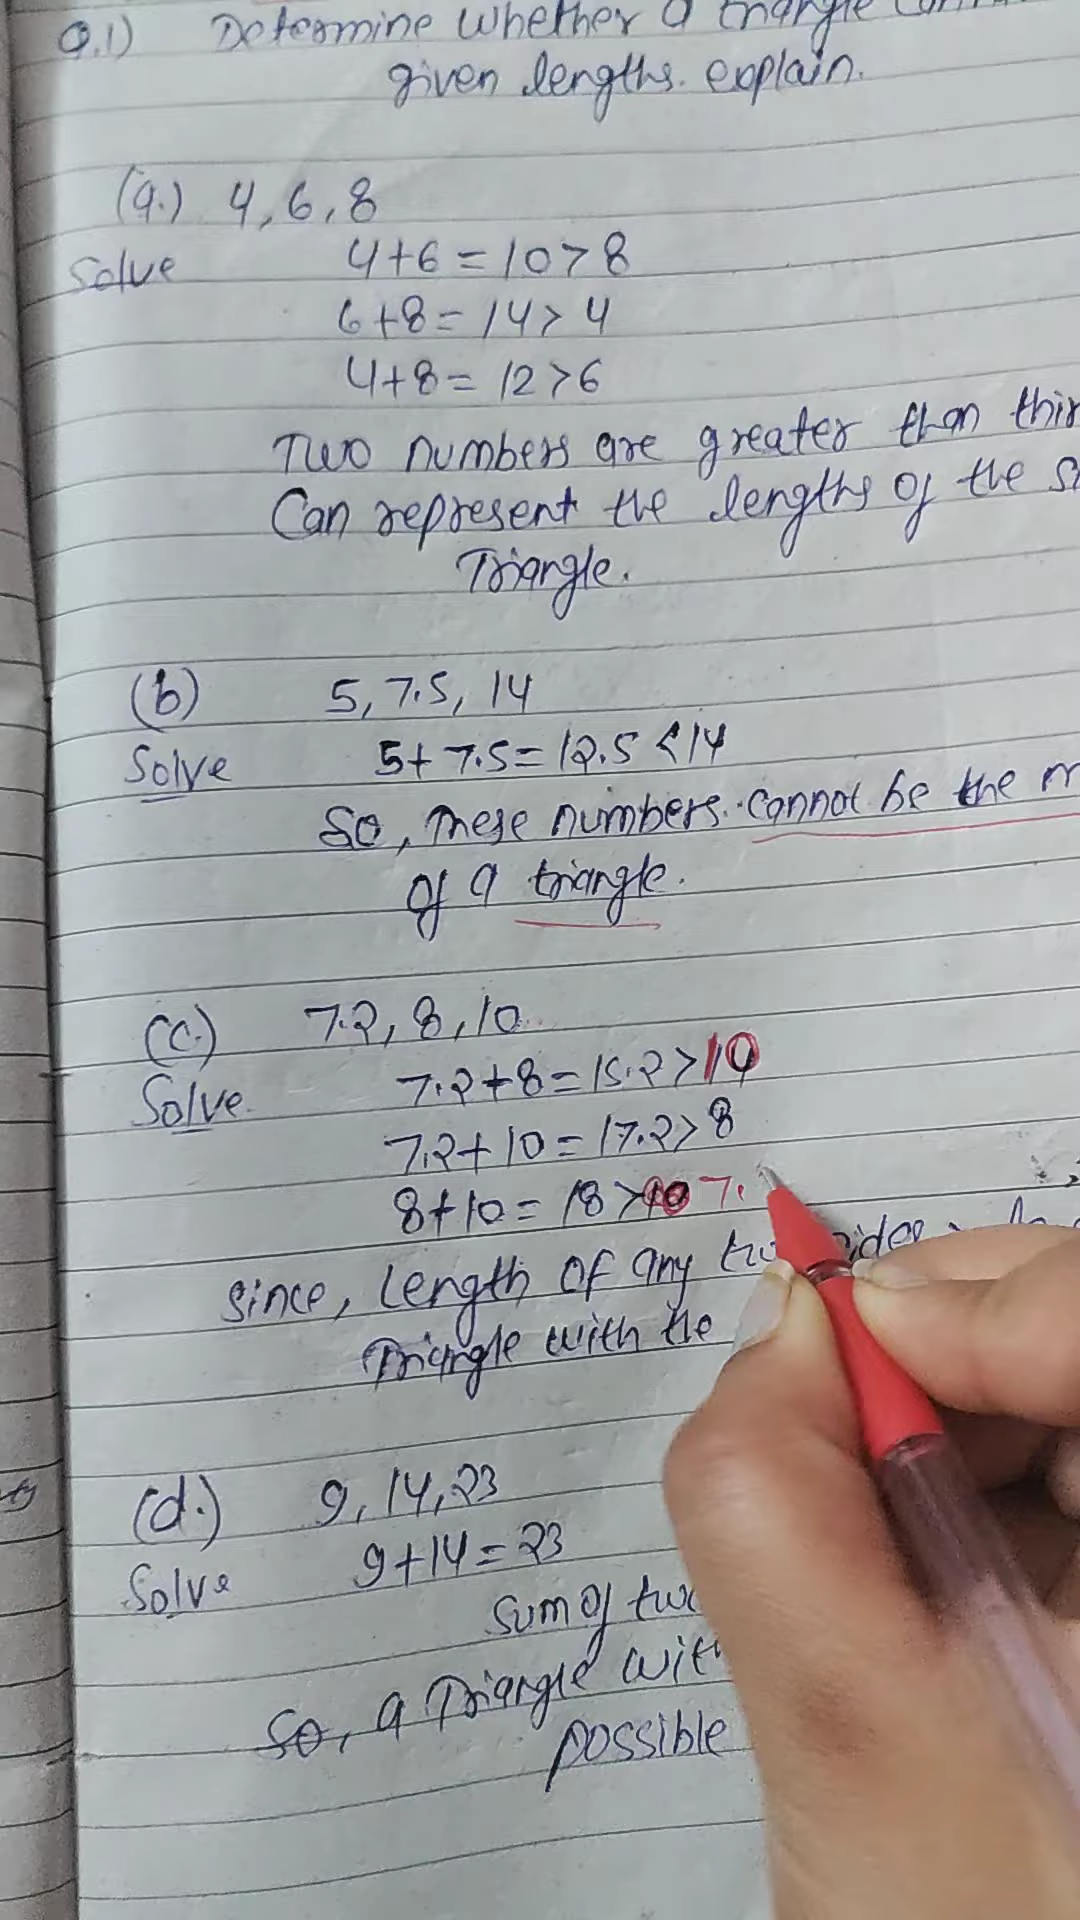 Q.1) Determine whether a triangle
given lengths. explain.
(a.) 4, 6, 8
Solve 4+6=10>8
6+8=14>4
4+8=12>6
Two numbers are greater than
Can represent the lengths of the
Triangle.
(b) 5, 7.5, 14
Solve 5+7.5=12.5<14
So, These numbers. cannot be the
of a triangle.
(c.) 7.2, 8, 10
Solve 7.2+8=15.2>10
7.2+10=17.2>8
8+10=18>10 7.
Since, Length of any two sides
Triangle with the
(d.) 9, 14, 23
Solve 9+14=23
Sum of
So, a Triangle
possible